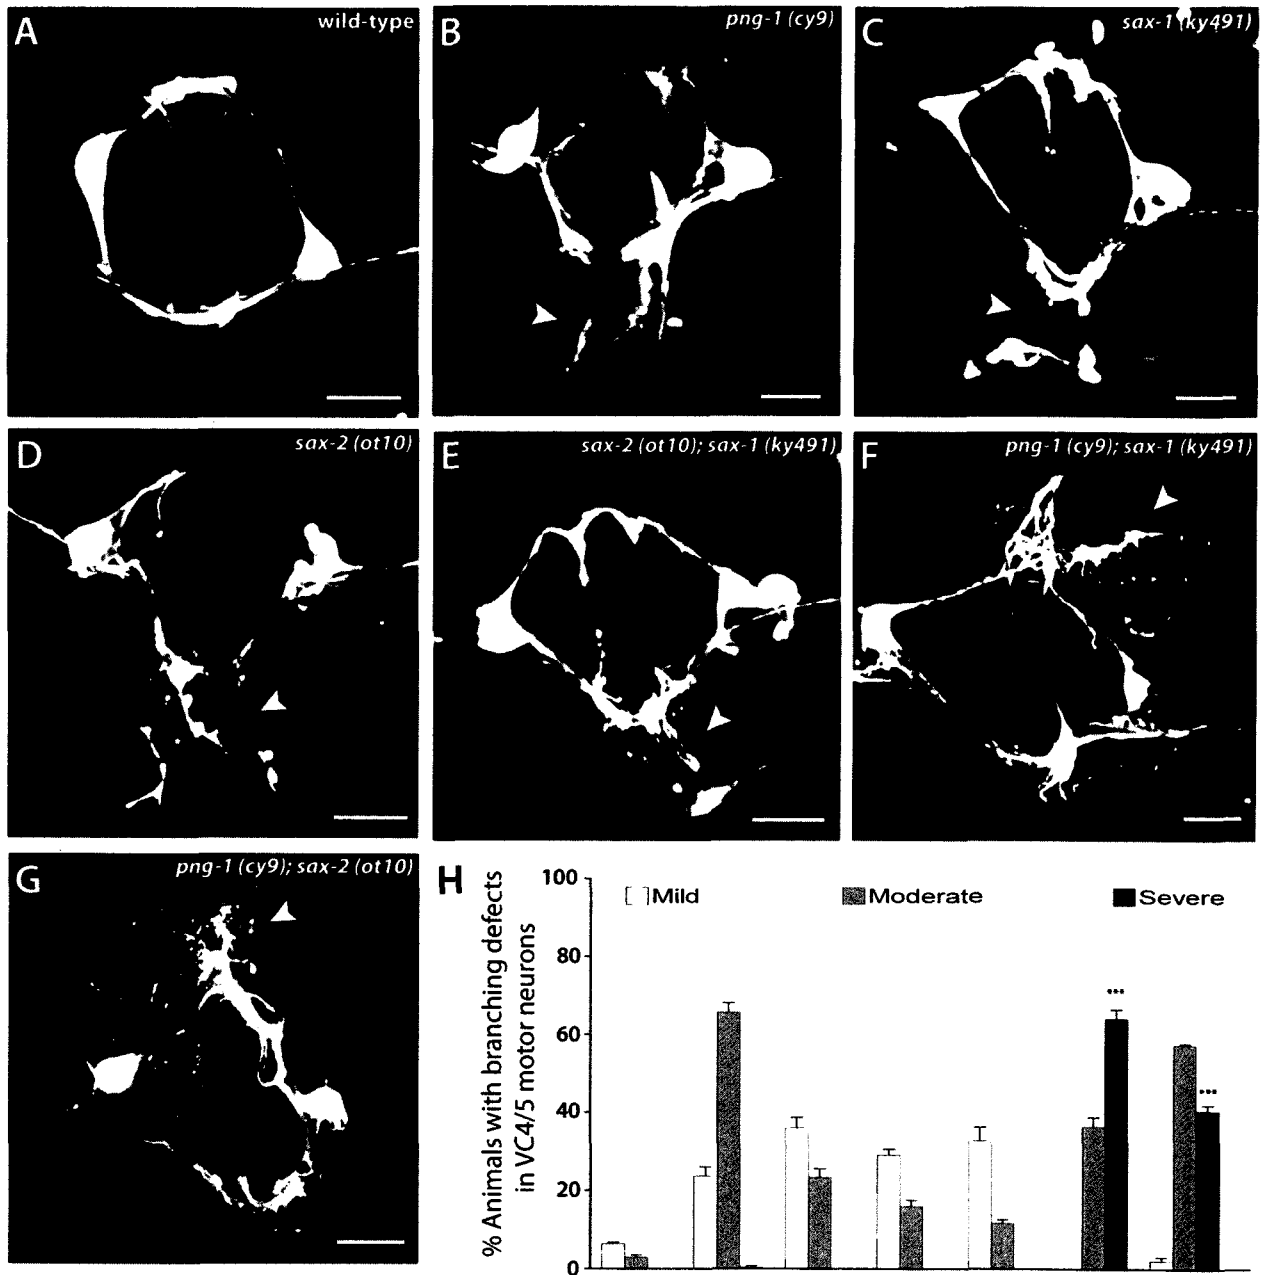 A
wild-type
B
png-1 (cy9)
C
sax-1 (ky491)
D
sax-2 (ot10)
E
sax-2 (ot10); sax-1 (ky491)
F
png-1 (cy9); sax-1 (ky491)
G
png-1 (cy9); sax-2 (ot10)
H
% Animals with branching defects
in VC4/5 motor neurons
100
80
60
40
20
0
Mild
Moderate
Severe
***
***